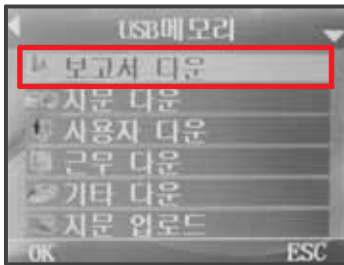 USB메모리
보고서 다운
지문 다운
사용자 다운
근무 다운
기타 다운
지문 업로드
OK ESC